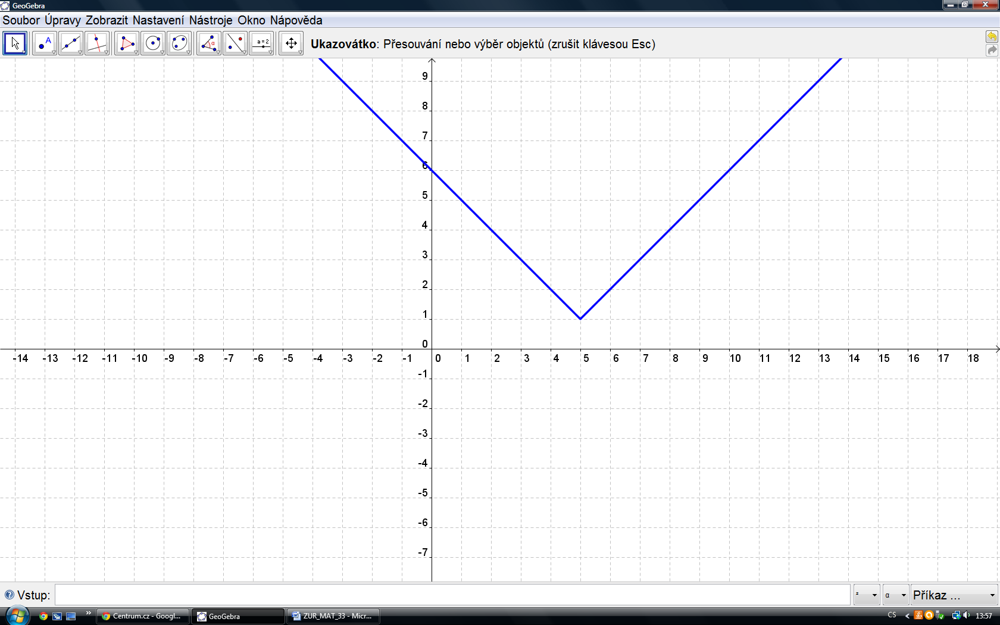 GeoGebra
Soubor Úpravy Zobrazit Nastavení Nástroje Okno Nápověda
A α a=2 Ukazovátko: Přesouvání nebo výběr objektů (zrušit klávesou Esc)
9
8
7
6
5
4
3
2
1
0
-14 -13 -12 -11 -10 -9 -8 -7 -6 -5 -4 -3 -2 -1 0 1 2 3 4 5 6 7 8 9 10 11 12 13 14 15 16 17 18
-1
-2
-3
-4
-5
-6
-7
Vstup: ² α Příkaz ...
» Centrum.cz - Googl... GeoGebra ZUR_MAT_33 - Micr... CS < 13:57